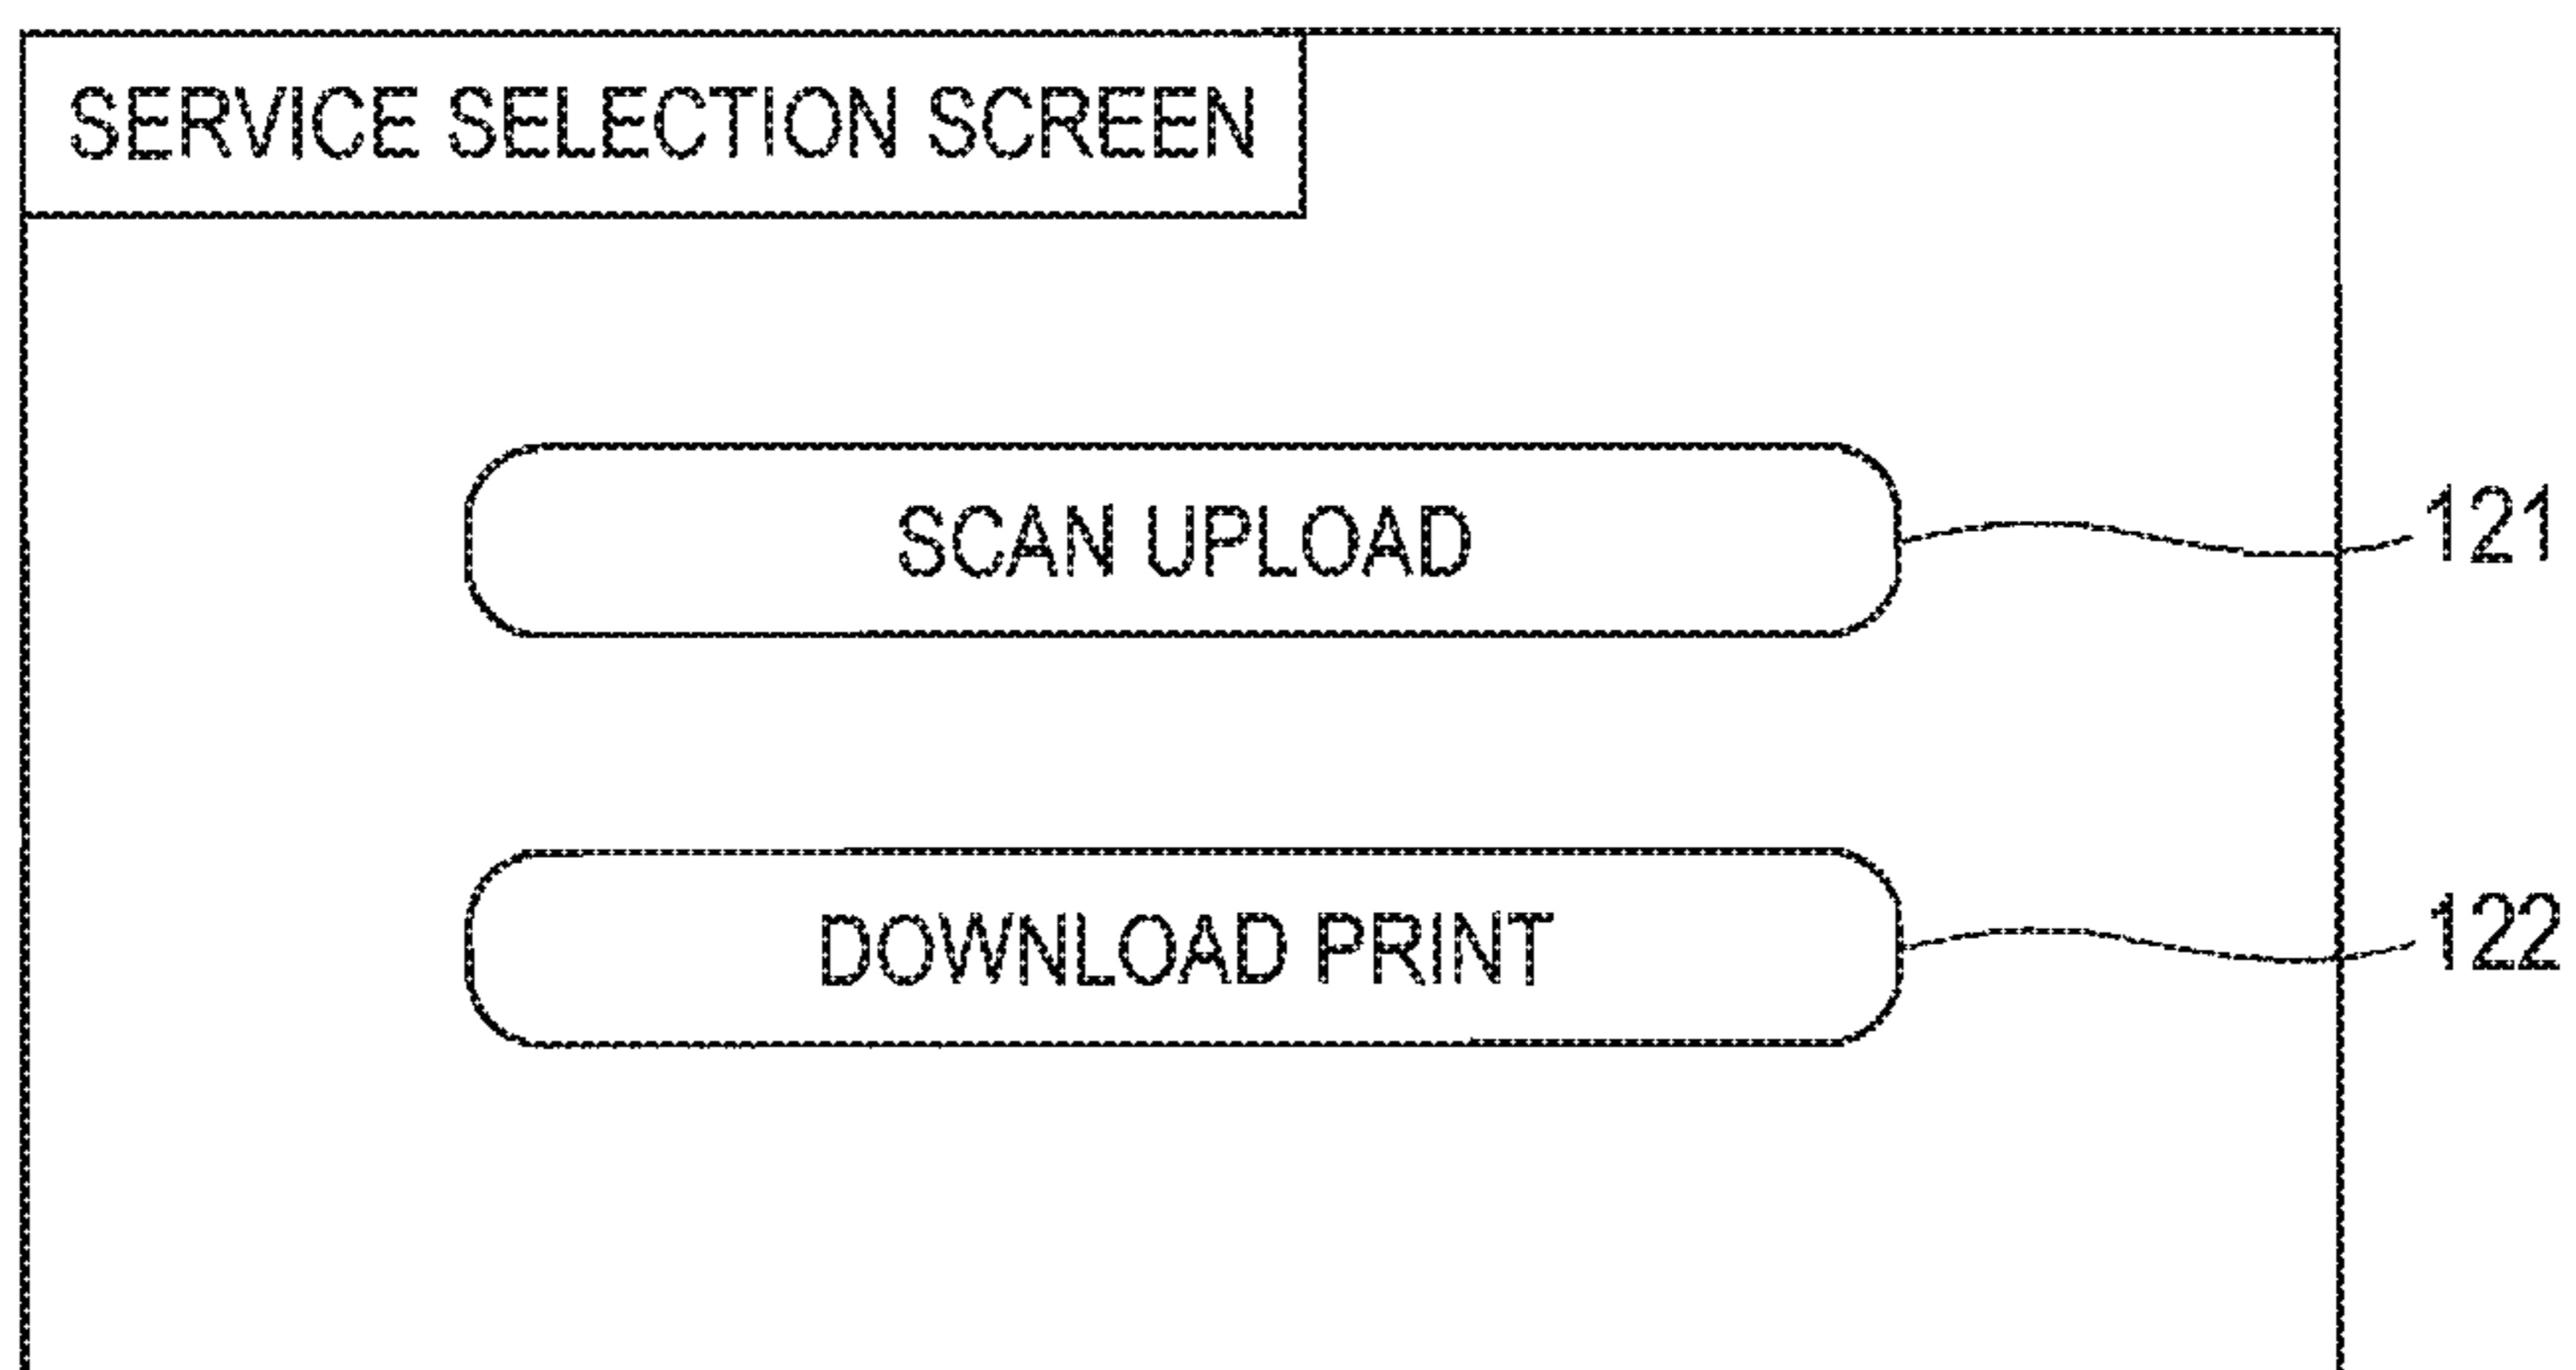 SERVICE SELECTION SCREEN
SCAN UPLOAD
121
DOWNLOAD PRINT
122